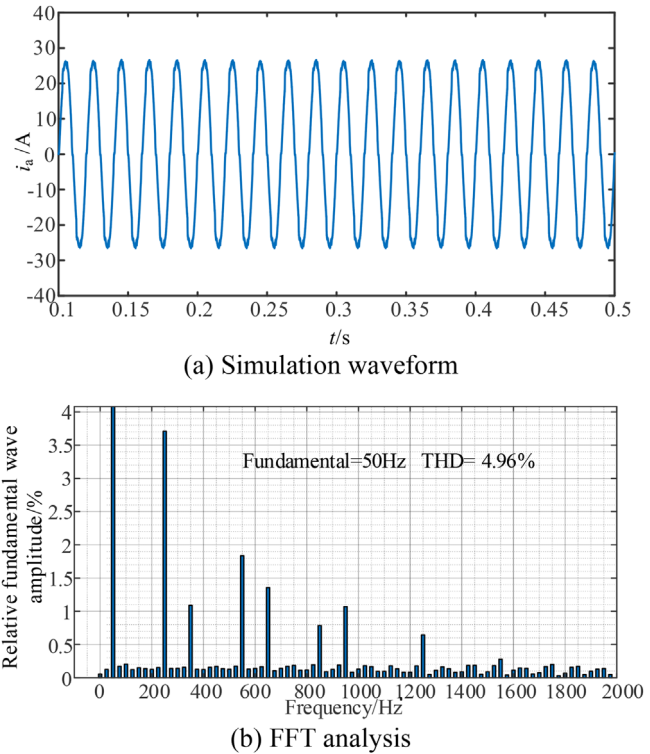 40
30
20
10
0
-10
-20
-30
-40
iₐ/A
0.1 0.15 0.2 0.25 0.3 0.35 0.4 0.45 0.5
t/s
(a) Simulation waveform
4
3.5
3
2.5
2
1.5
1
0.5
0
Relative fundamental wave
amplitude/%
Fundamental=50Hz THD= 4.96%
0 200 400 600 800 1000 1200 1400 1600 1800 2000
Frequency/Hz
(b) FFT analysis